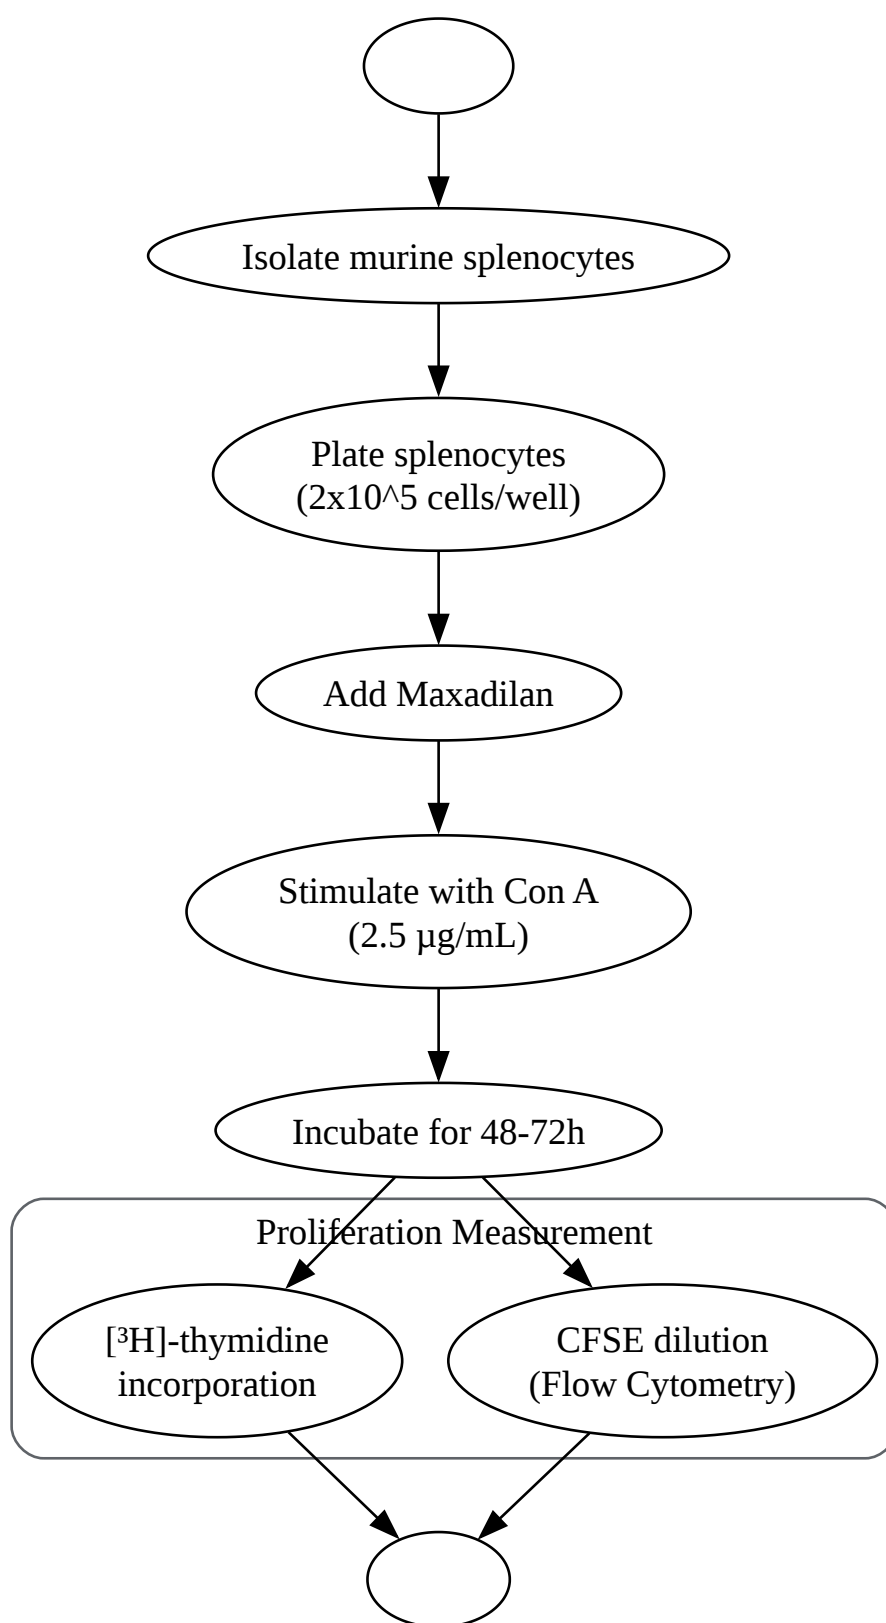 Isolate murine splenocytes
Plate splenocytes
(2x10^5 cells/well)
Add Maxadilan
Stimulate with Con A
(2.5 µg/mL)
Incubate for 48-72h
Proliferation Measurement
[³H]-thymidine
incorporation
CFSE dilution
(Flow Cytometry)